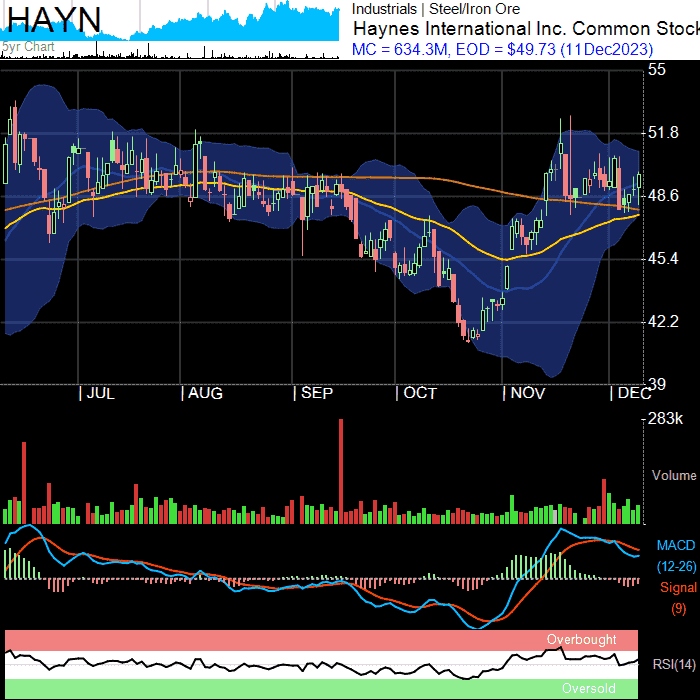 HAYN
5yr Chart
Industrials | Steel/Iron Ore
Haynes International Inc. Common Stock
MC = 634.3M, EOD = $49.73 (11Dec2023)
55
51.8
48.6
45.4
42.2
39
| JUL | AUG | SEP | OCT | NOV | DEC
283k
Volume
MACD
(12-26)
Signal
(9)
Overbought
RSI(14)
Oversold